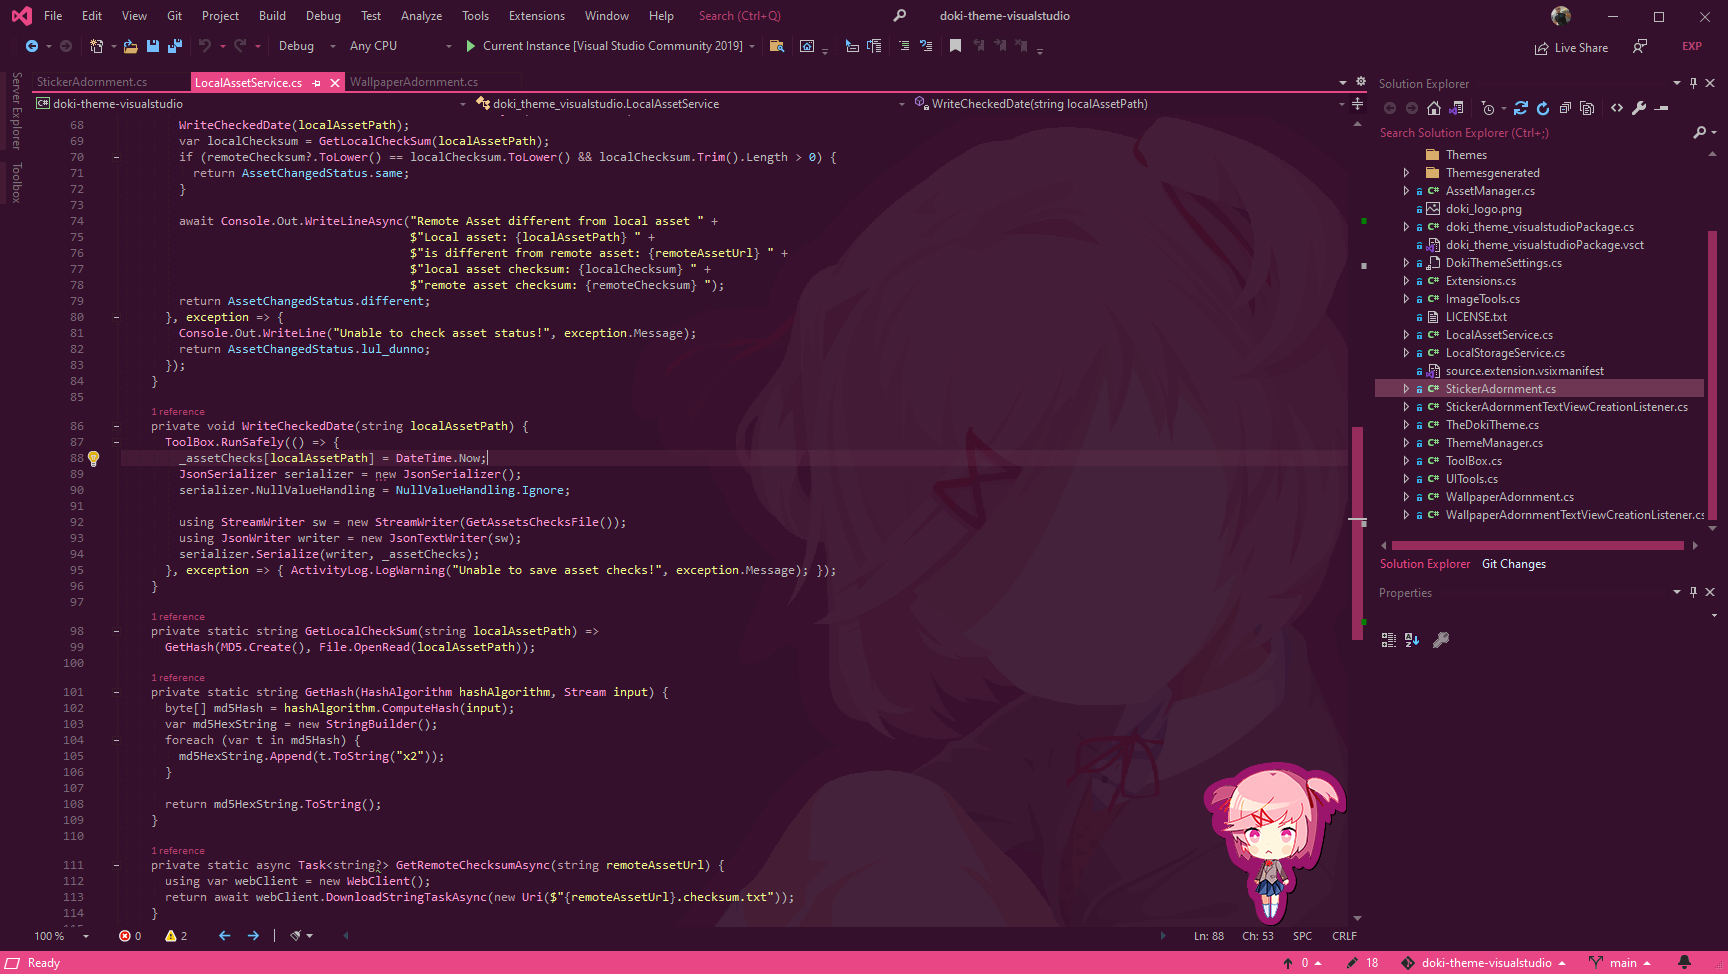 File Edit View Git Project Build Debug Test Analyze Tools Extensions Window Help Search (Ctrl+Q) doki-theme-visualstudio
Debug Any CPU Current Instance [Visual Studio Community 2019] Live Share EXP
Server Explorer
Toolbox
StickerAdornment.cs LocalAssetService.cs WallpaperAdornment.cs
doki-theme-visualstudio doki_theme_visualstudio.LocalAssetService WriteCheckedDate(string localAssetPath)
68 WriteCheckedDate(localAssetPath);
69 var localChecksum = GetLocalCheckSum(localAssetPath);
70 if (remoteChecksum?.ToLower() == localChecksum.ToLower() && localChecksum.Trim().Length > 0) {
71 return AssetChangedStatus.same;
72 }
73
74 await Console.Out.WriteLineAsync("Remote Asset different from local asset " +
75 $"Local asset: {localAssetPath} " +
76 $"is different from remote asset: {remoteAssetUrl} " +
77 $"local asset checksum: {localChecksum} " +
78 $"remote asset checksum: {remoteChecksum} ");
79 return AssetChangedStatus.different;
80 }, exception => {
81 Console.Out.WriteLine("Unable to check asset status!", exception.Message);
82 return AssetChangedStatus.lul_dunno;
83 });
84 }
85
1 reference
86 private void WriteCheckedDate(string localAssetPath) {
87 ToolBox.RunSafely(() => {
88 _assetChecks[localAssetPath] = DateTime.Now;
89 JsonSerializer serializer = new JsonSerializer();
90 serializer.NullValueHandling = NullValueHandling.Ignore;
91
92 using StreamWriter sw = new StreamWriter(GetAssetsChecksFile());
93 using JsonWriter writer = new JsonTextWriter(sw);
94 serializer.Serialize(writer, _assetChecks);
95 }, exception => { ActivityLog.LogWarning("Unable to save asset checks!", exception.Message); });
96 }
97
1 reference
98 private static string GetLocalCheckSum(string localAssetPath) =>
99 GetHash(MD5.Create(), File.OpenRead(localAssetPath));
100
1 reference
101 private static string GetHash(HashAlgorithm hashAlgorithm, Stream input) {
102 byte[] md5Hash = hashAlgorithm.ComputeHash(input);
103 var md5HexString = new StringBuilder();
104 foreach (var t in md5Hash) {
105 md5HexString.Append(t.ToString("x2"));
106 }
107
108 return md5HexString.ToString();
109 }
110
1 reference
111 private static async Task<string?> GetRemoteChecksumAsync(string remoteAssetUrl) {
112 using var webClient = new WebClient();
113 return await webClient.DownloadStringTaskAsync(new Uri($"{remoteAssetUrl}.checksum.txt"));
114 }
100 % 0 2 Ln: 88 Ch: 53 SPC CRLF
Solution Explorer
Search Solution Explorer (Ctrl+;)
Themes
Themesgenerated
AssetManager.cs
doki_logo.png
doki_theme_visualstudioPackage.cs
doki_theme_visualstudioPackage.vsct
DokiThemeSettings.cs
Extensions.cs
ImageTools.cs
LICENSE.txt
LocalAssetService.cs
LocalStorageService.cs
source.extension.vsixmanifest
StickerAdornment.cs
StickerAdornmentTextViewCreationListener.cs
TheDokiTheme.cs
ThemeManager.cs
ToolBox.cs
UITools.cs
WallpaperAdornment.cs
WallpaperAdornmentTextViewCreationListener.cs
Solution Explorer Git Changes
Properties
Ready 0 18 doki-theme-visualstudio main